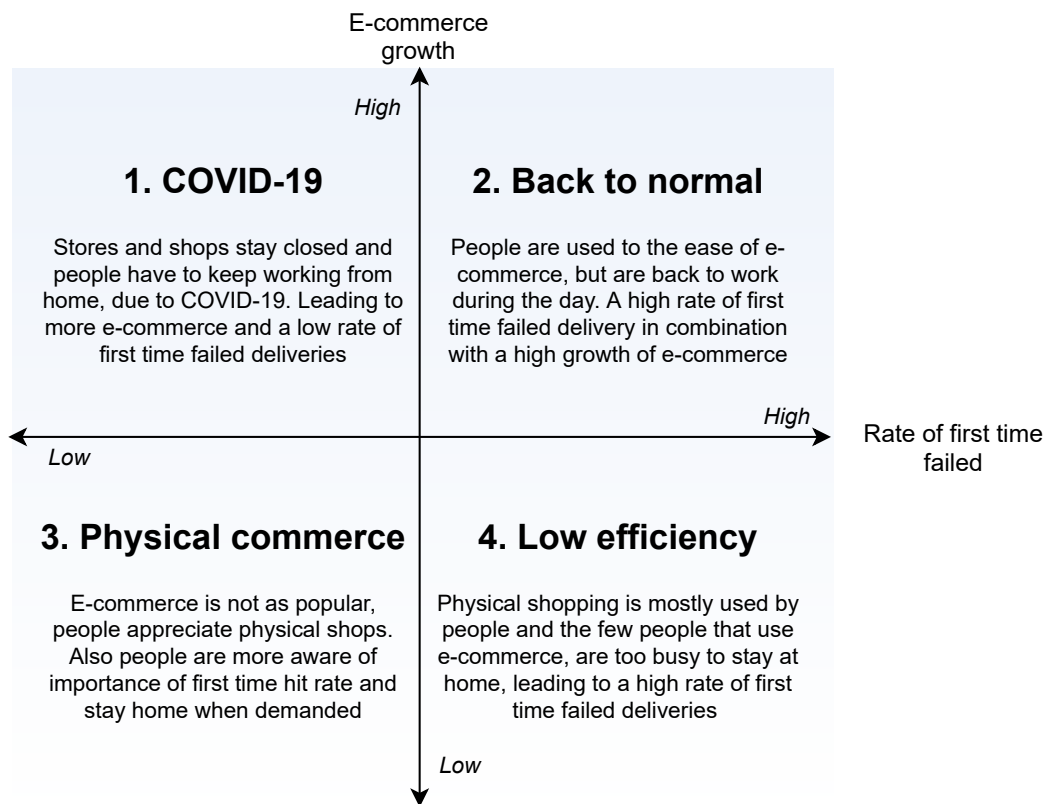 E-commerce
growth
High
1. COVID-19
Stores and shops stay closed and
people have to keep working from
home, due to COVID-19. Leading to
more e-commerce and a low rate of
first time failed deliveries
2. Back to normal
People are used to the ease of e-
commerce, but are back to work
during the day. A high rate of first
time failed delivery in combination
with a high growth of e-commerce
High
Rate of first time
failed
Low
3. Physical commerce
E-commerce is not as popular,
people appreciate physical shops.
Also people are more aware of
importance of first time hit rate and
stay home when demanded
4. Low efficiency
Physical shopping is mostly used by
people and the few people that use
e-commerce, are too busy to stay at
home, leading to a high rate of first
time failed deliveries
Low